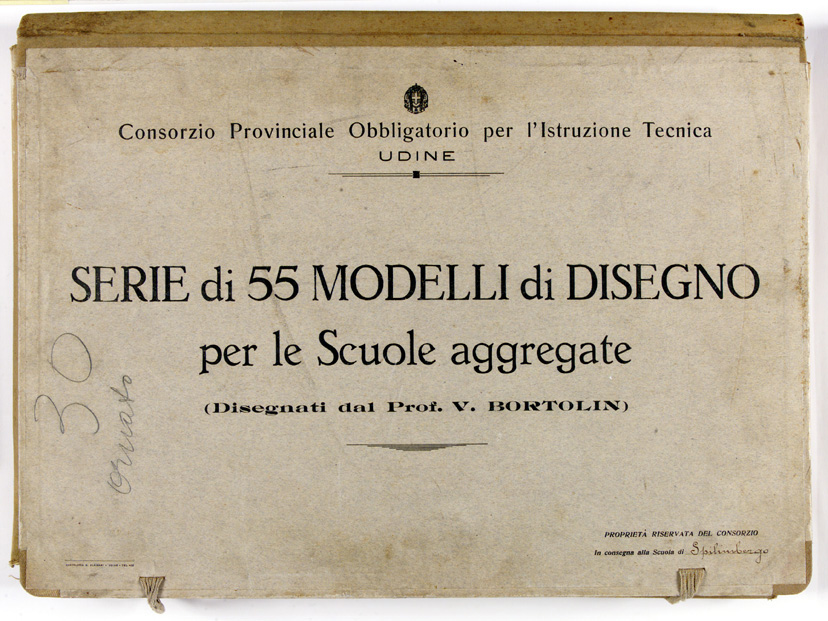 Consorzio Provinciale Obbligatorio per l'Istruzione Tecnica
UDINE
SERIE di 55 MODELLI di DISEGNO
per le Scuole aggregate
(Disegnati dal Prof. V. BORTOLIN)
30
ornato
PROPRIETÀ RISERVATA DEL CONSORZIO
In consegna alla Scuola di Spilimbergo